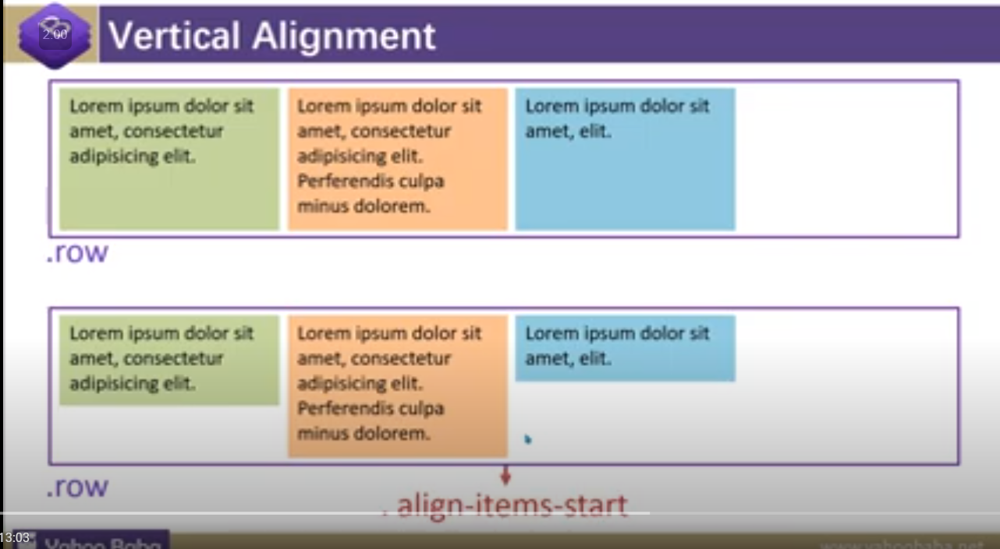 2:00
Vertical Alignment
Lorem ipsum dolor sit
amet, consectetur
adipisicing elit.
Lorem ipsum dolor sit
amet, consectetur
adipisicing elit.
Perferendis culpa
minus dolorem.
Lorem ipsum dolor sit
amet, elit.
.row
Lorem ipsum dolor sit
amet, consectetur
adipisicing elit.
Lorem ipsum dolor sit
amet, consectetur
adipisicing elit.
Perferendis culpa
minus dolorem.
Lorem ipsum dolor sit
amet, elit.
.row
. align-items-start
13:03
Yahoo Baba
www.yahoobaba.net